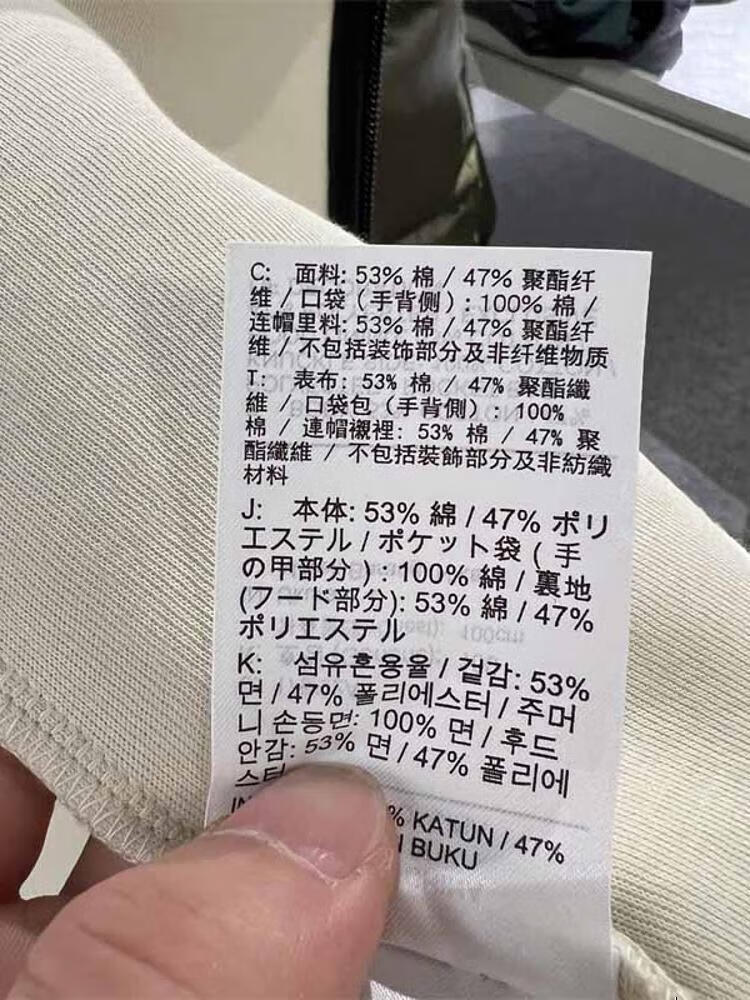 C: 面料: 53% 棉 / 47% 聚酯纤
维 / 口袋（手背侧）: 100% 棉 /
连帽里料: 53% 棉 / 47% 聚酯纤
维 / 不包括装饰部分及非纤维物质
T: 表布: 53% 棉 / 47% 聚酯纖
維 / 口袋包（手背側）: 100%
棉 / 連帽襯裡: 53% 棉 / 47% 聚
酯纖維 / 不包括裝飾部分及非紡織
材料
J: 本体: 53% 綿 / 47% ポリ
エステル / ポケット袋 ( 手
の甲部分 ) : 100% 綿 / 裏地
(フード部分): 53% 綿 / 47%
ポリエステル
K: 섬유혼용율 / 겉감: 53%
면 / 47% 폴리에스터 / 주머
니 손등면: 100% 면 / 후드
안감: 53% 면 / 47% 폴리에
스터
% KATUN / 47%
BUKU